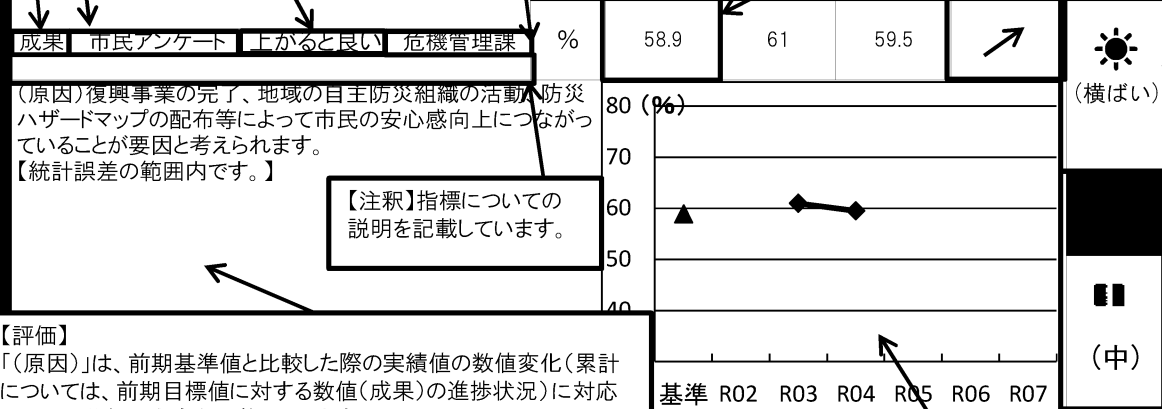 成果 市民アンケート 上がると良い 危機管理課 % 58.9 61 59.5
(横ばい)
(原因)復興事業の完了、地域の自主防災組織の活動、防災
ハザードマップの配布等によって市民の安心感向上につながっ
ていることが要因と考えられます。
【統計誤差の範囲内です。】
【注釈】指標についての
説明を記載しています。
80 (%)
70
60
50
40
基準 R02 R03 R04 R05 R06 R07
(中)
【評価】
「(原因)」は、前期基準値と比較した際の実績値の数値変化(累計
については、前期目標値に対する数値(成果)の進捗状況)に対応